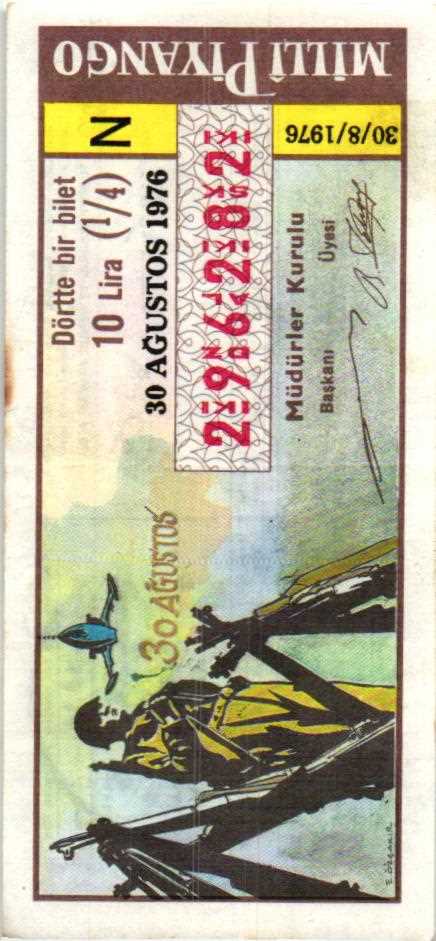 MİLLÎ PİYANGO
30/8/1976
N
Dörtte bir bilet
10 Lira (1/4)
30 AĞUSTOS 1976
296282
Müdürler Kurulu
Başkanı Üyesi
30 AĞUSTOS